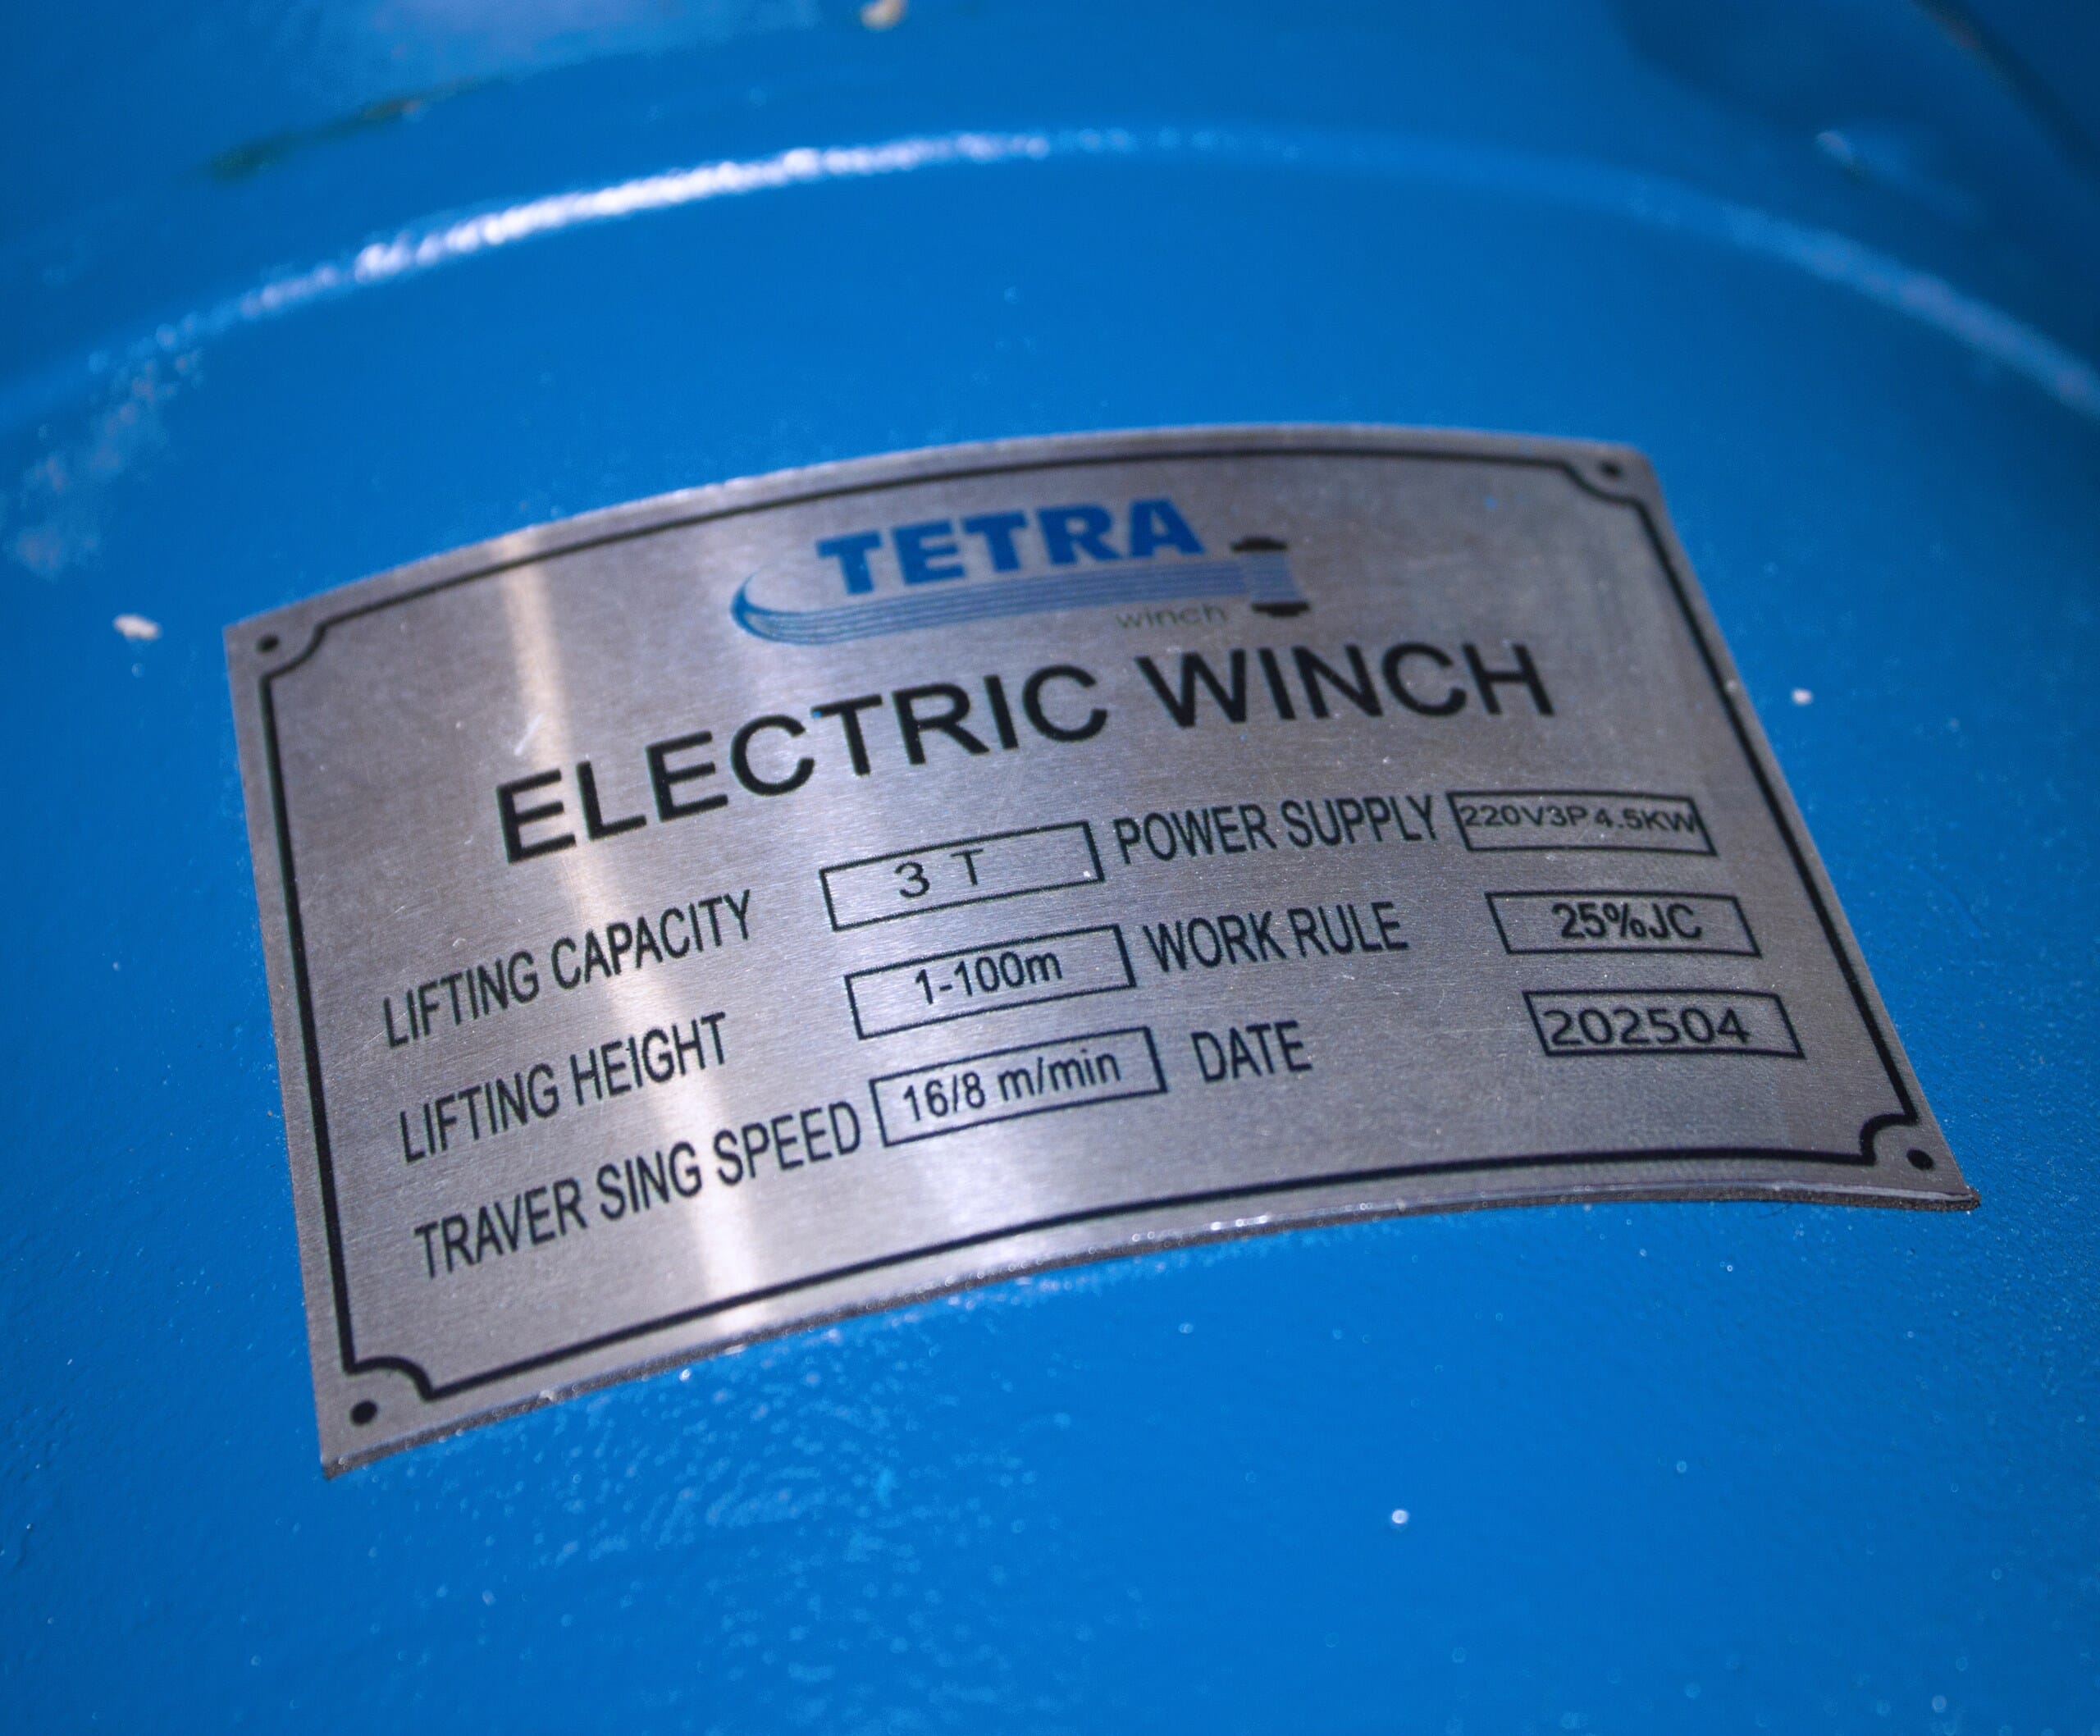 TETRA
winch
ELECTRIC WINCH
LIFTING CAPACITY 3 T POWER SUPPLY 220V3P4.5KW
LIFTING HEIGHT 1-100m WORK RULE 25%JC
TRAVER SING SPEED 16/8 m/min DATE 202504